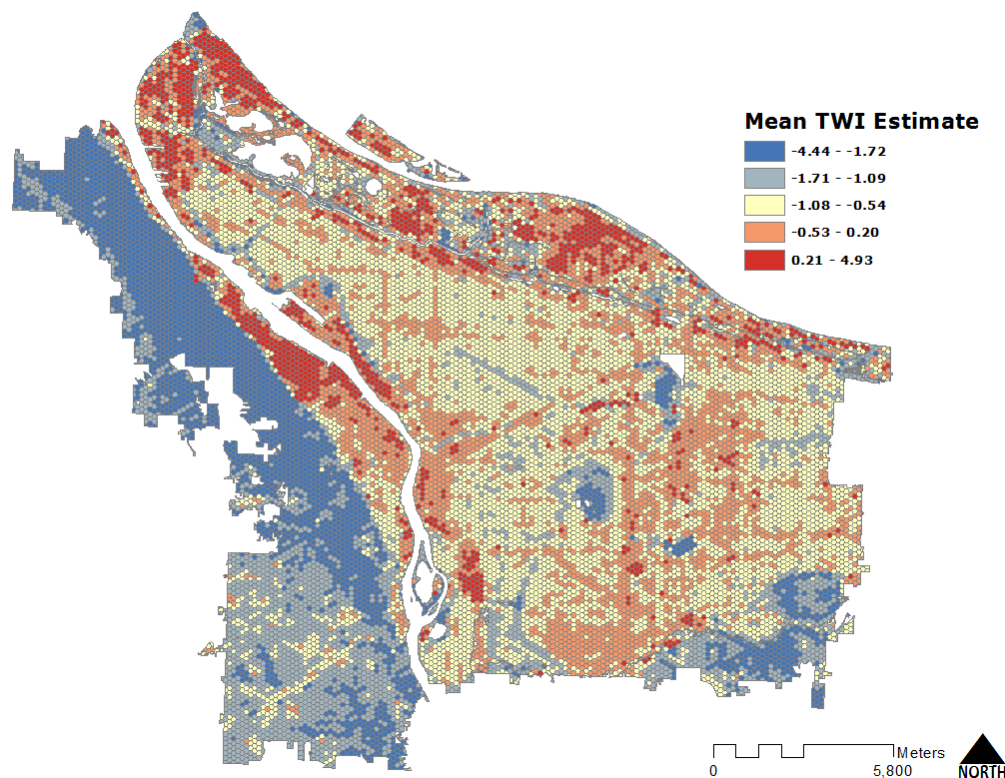 Mean TWI Estimate
-4.44 - -1.72
-1.71 - -1.09
-1.08 - -0.54
-0.53 - 0.20
0.21 - 4.93
Meters
0 5,800
NORTH